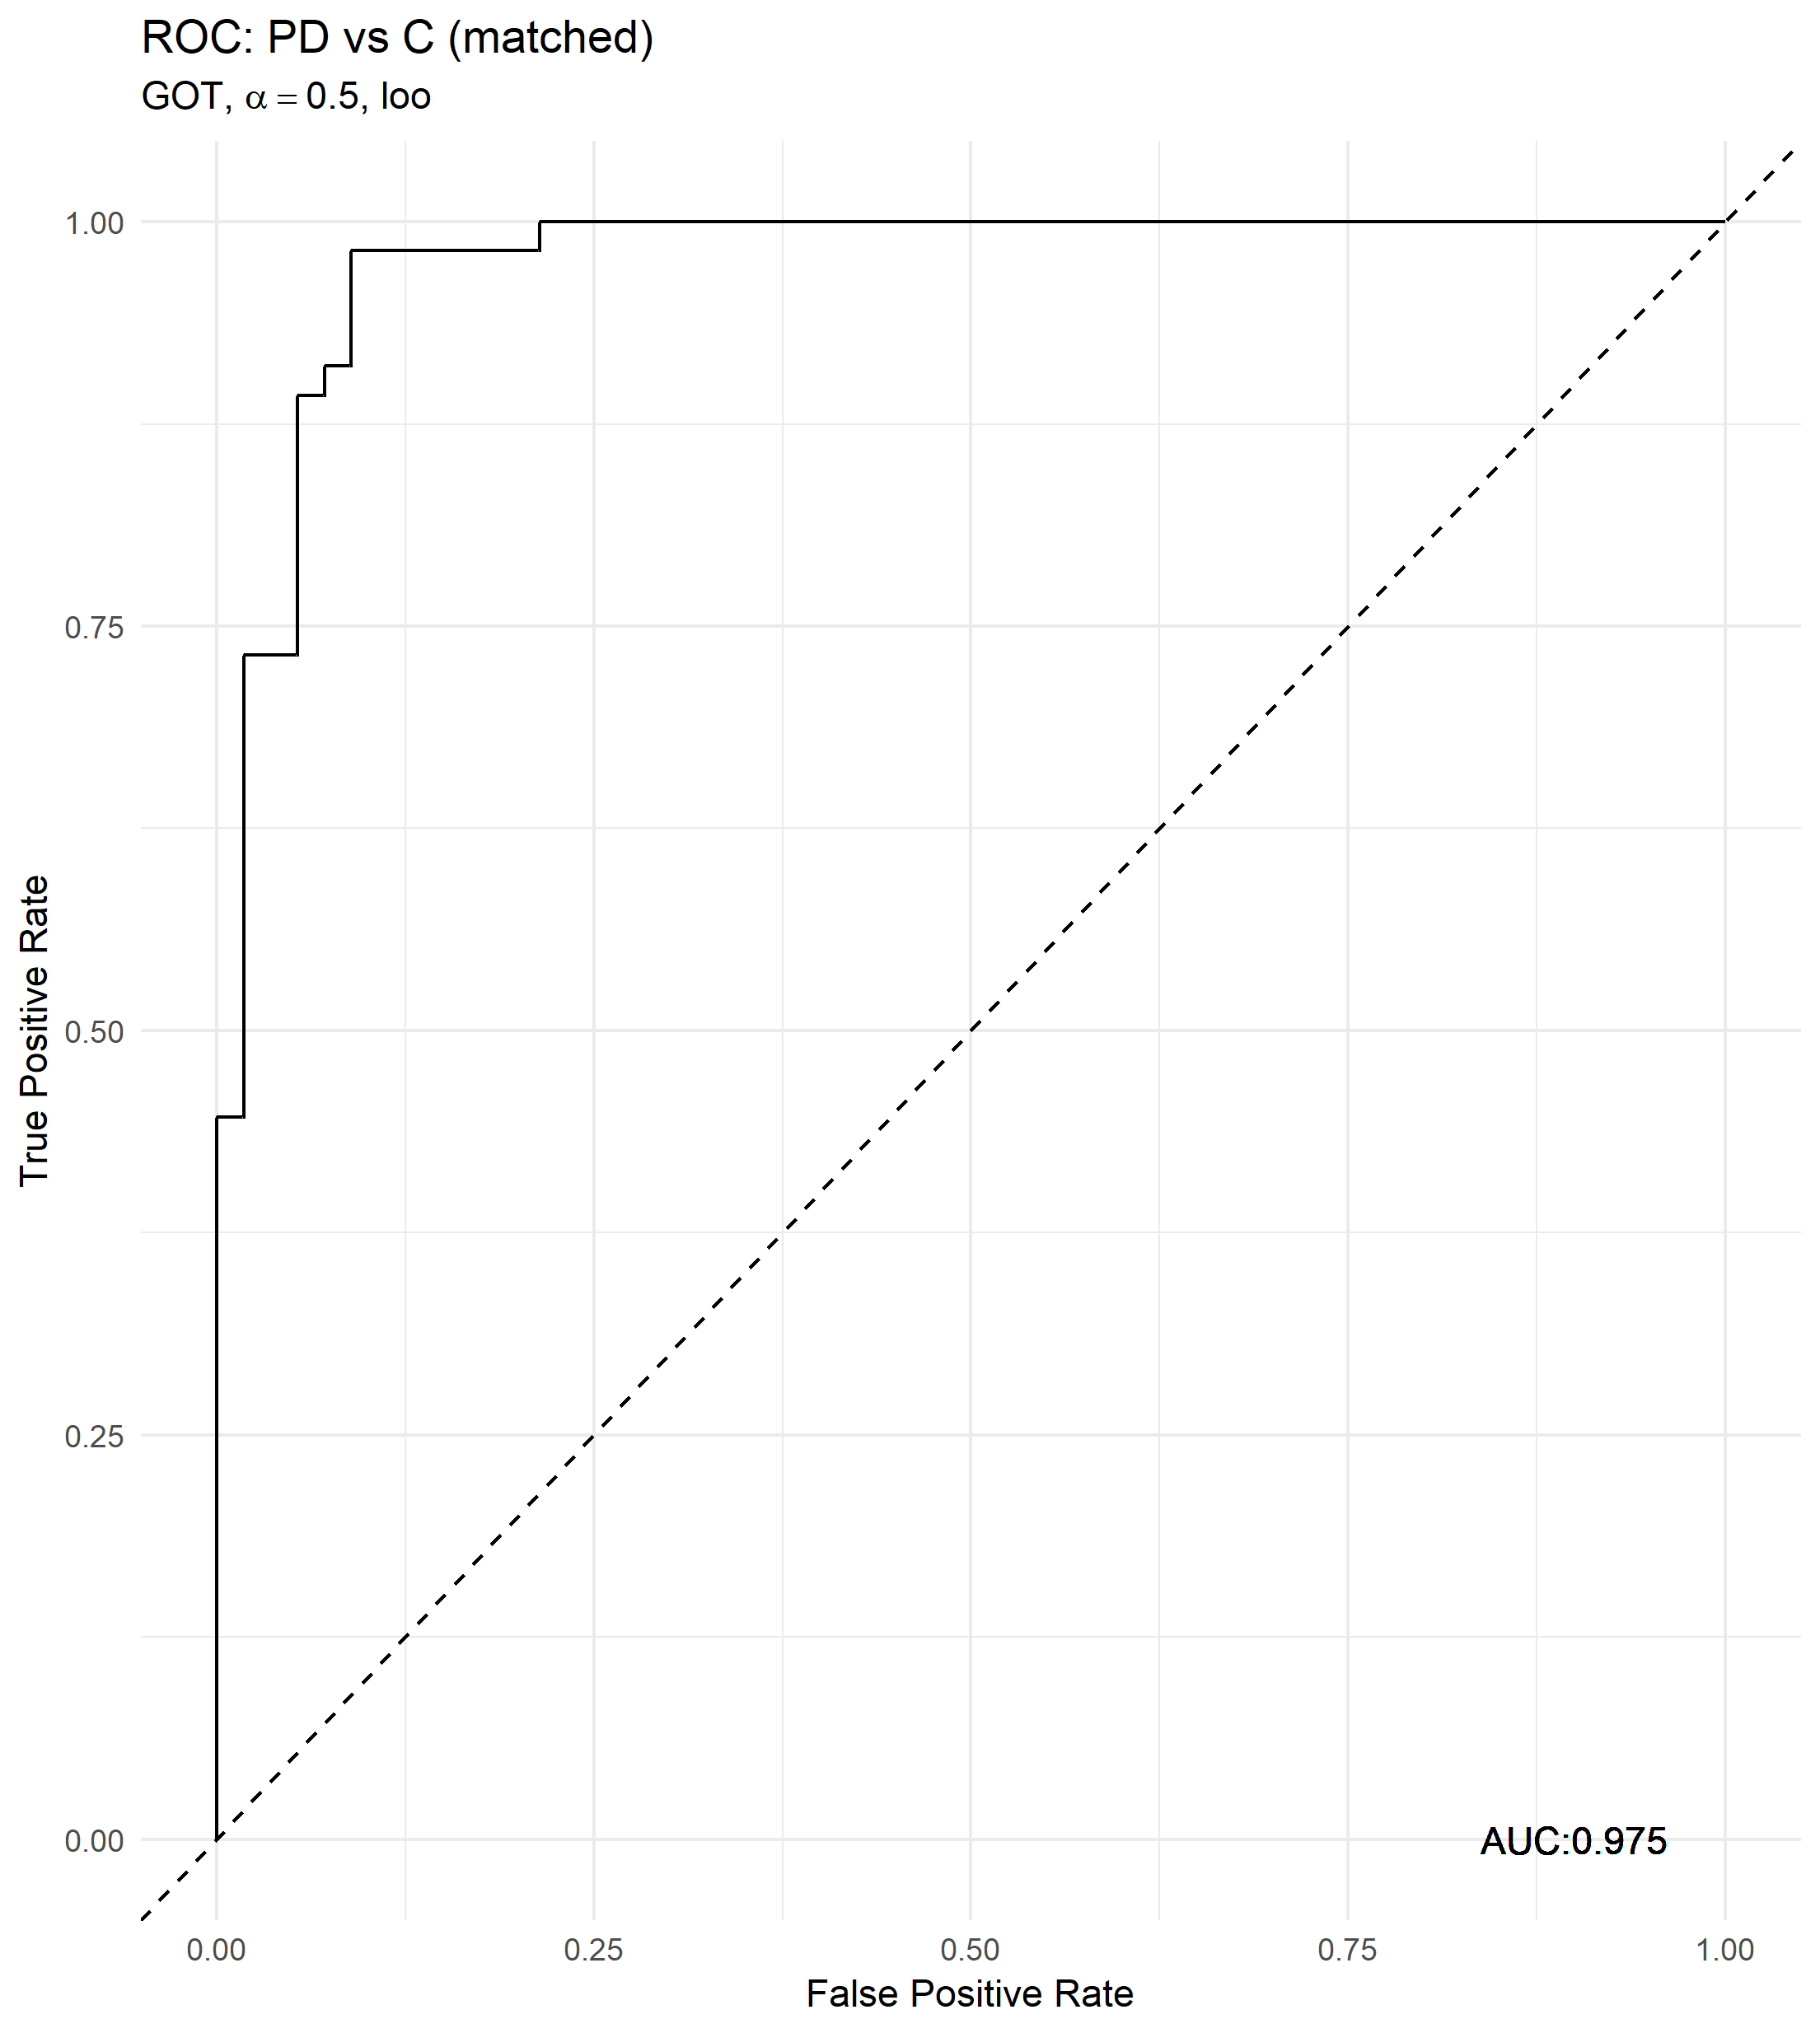 ROC: PD vs C (matched)
GOT, α = 0.5, loo
True Positive Rate
1.00
0.75
0.50
0.25
0.00
AUC:0.975
0.00 0.25 0.50 0.75 1.00
False Positive Rate